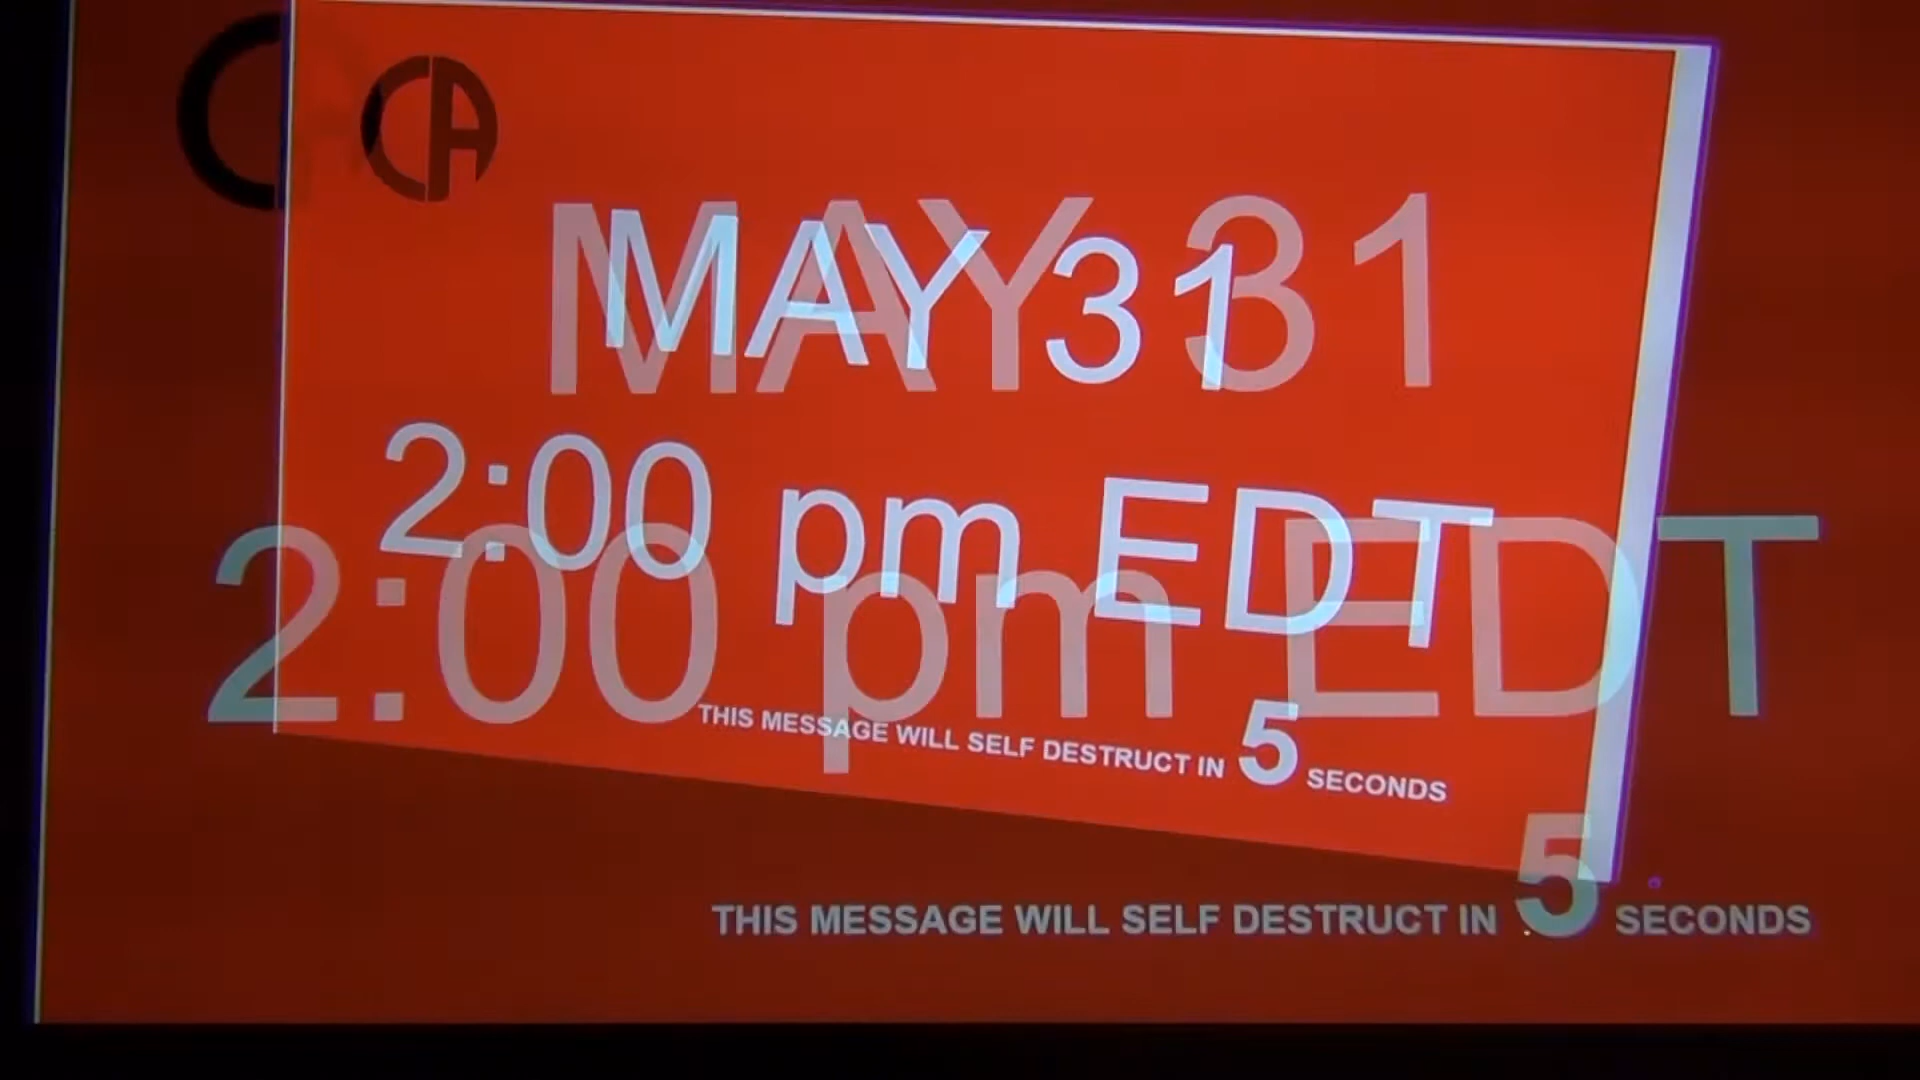 CA
MAY 31
2:00 pm EDT
THIS MESSAGE WILL SELF DESTRUCT IN 5 SECONDS
C
MAY 31
2:00 pm EDT
THIS MESSAGE WILL SELF DESTRUCT IN 5 SECONDS